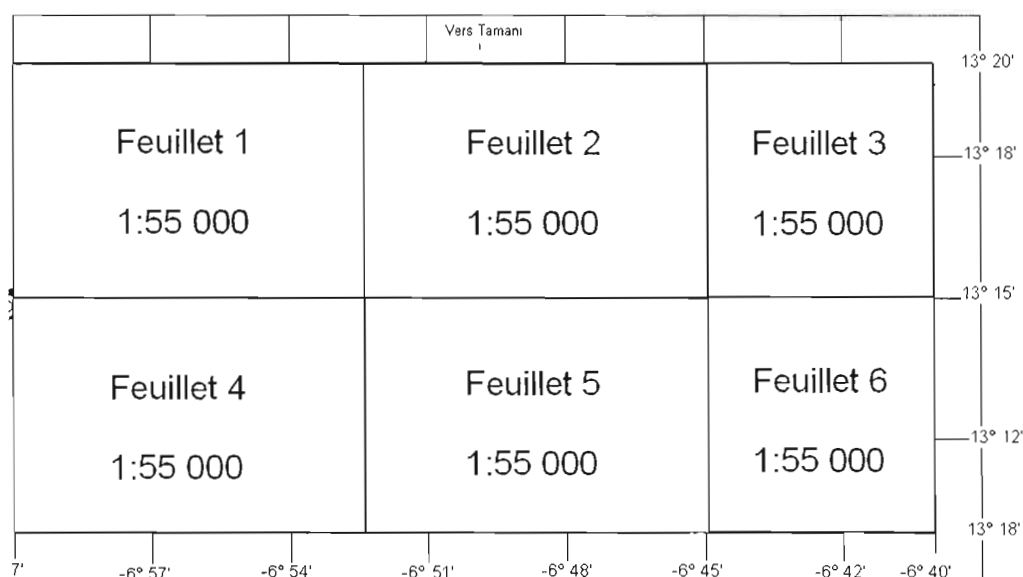 Vers Tamani
13° 20'
Feuillet 1
Feuillet 2
Feuillet 3
13° 18'
1:55 000
1:55 000
1:55 000
13° 15'
Feuillet 4
Feuillet 5
Feuillet 6
13° 12'
1:55 000
1:55 000
1:55 000
13° 18'
7'
-6° 57'
-6° 54'
-6° 51'
-6° 48'
-6° 45'
-6° 42'
-6° 40'